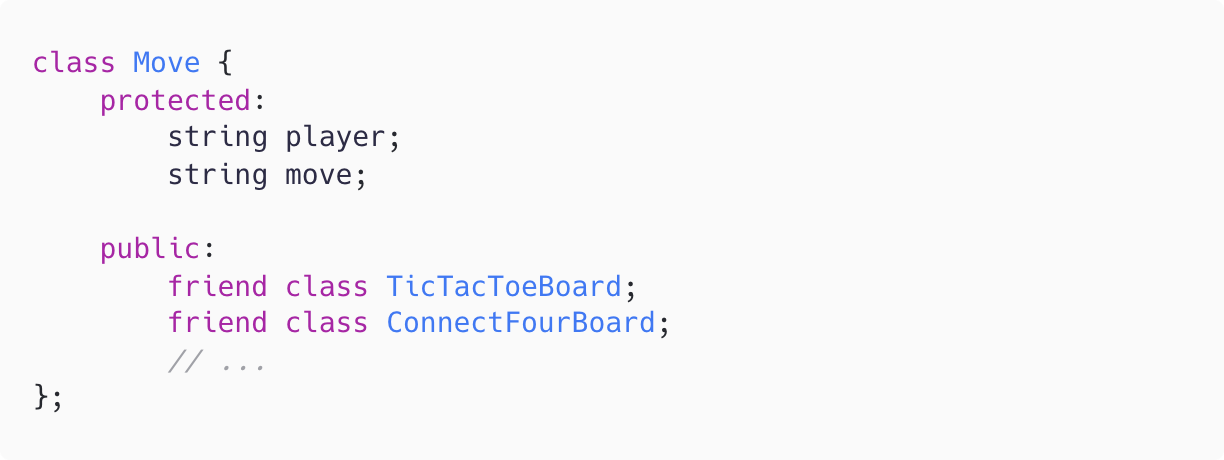 class Move {
    protected:
        string player;
        string move;

    public:
        friend class TicTacToeBoard;
        friend class ConnectFourBoard;
        // ...
};